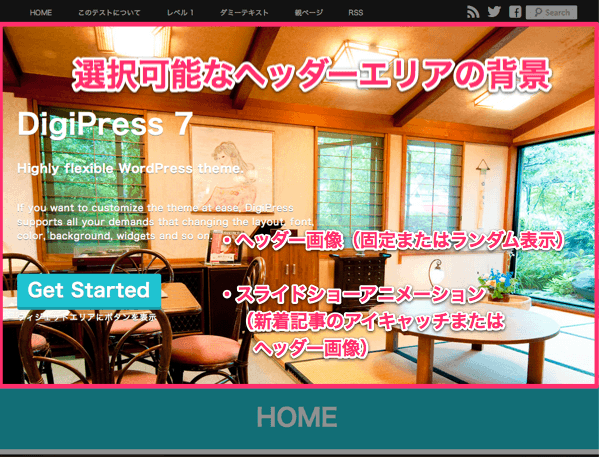 HOME
このテストについて
レベル 1
ダミーテキスト
親ページ
RSS
Search
選択可能なヘッダーエリアの背景
DigiPress 7
Highly flexible WordPress theme.
If you want to customize the theme at ease, DigiPress
supports all your demands that changing the layout, font,
color, background, widgets and so on.
・ヘッダー画像（固定またはランダム表示）
Get Started
・スライドショーアニメーション
（新着記事のアイキャッチまたは
ヘッダー画像）
ウィジェットエリアにボタンを表示
HOME